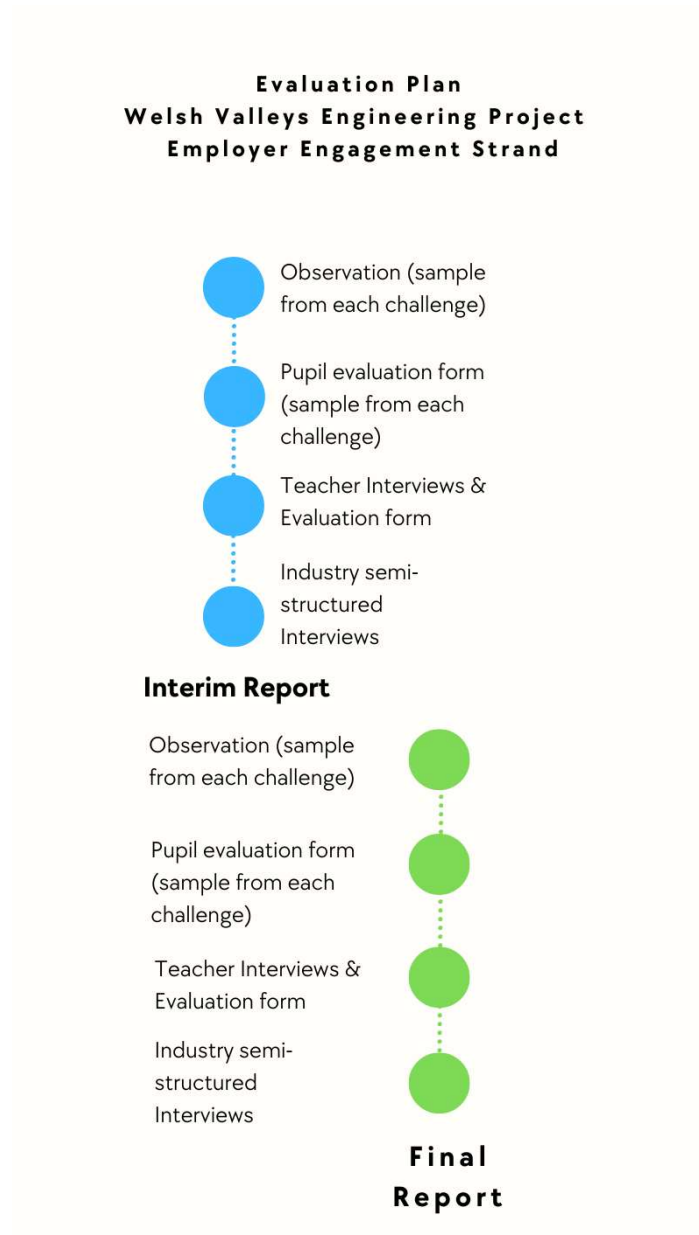 Evaluation Plan
Welsh Valleys Engineering Project
Employer Engagement Strand
Observation (sample
from each challenge)
Pupil evaluation form
(sample from each
challenge)
Teacher Interviews &
Evaluation form
Industry semi-
structured
Interviews
Interim Report
Observation (sample
from each challenge)
Pupil evaluation form
(sample from each
challenge)
Teacher Interviews &
Evaluation form
Industry semi-
structured
Interviews
Final
Report